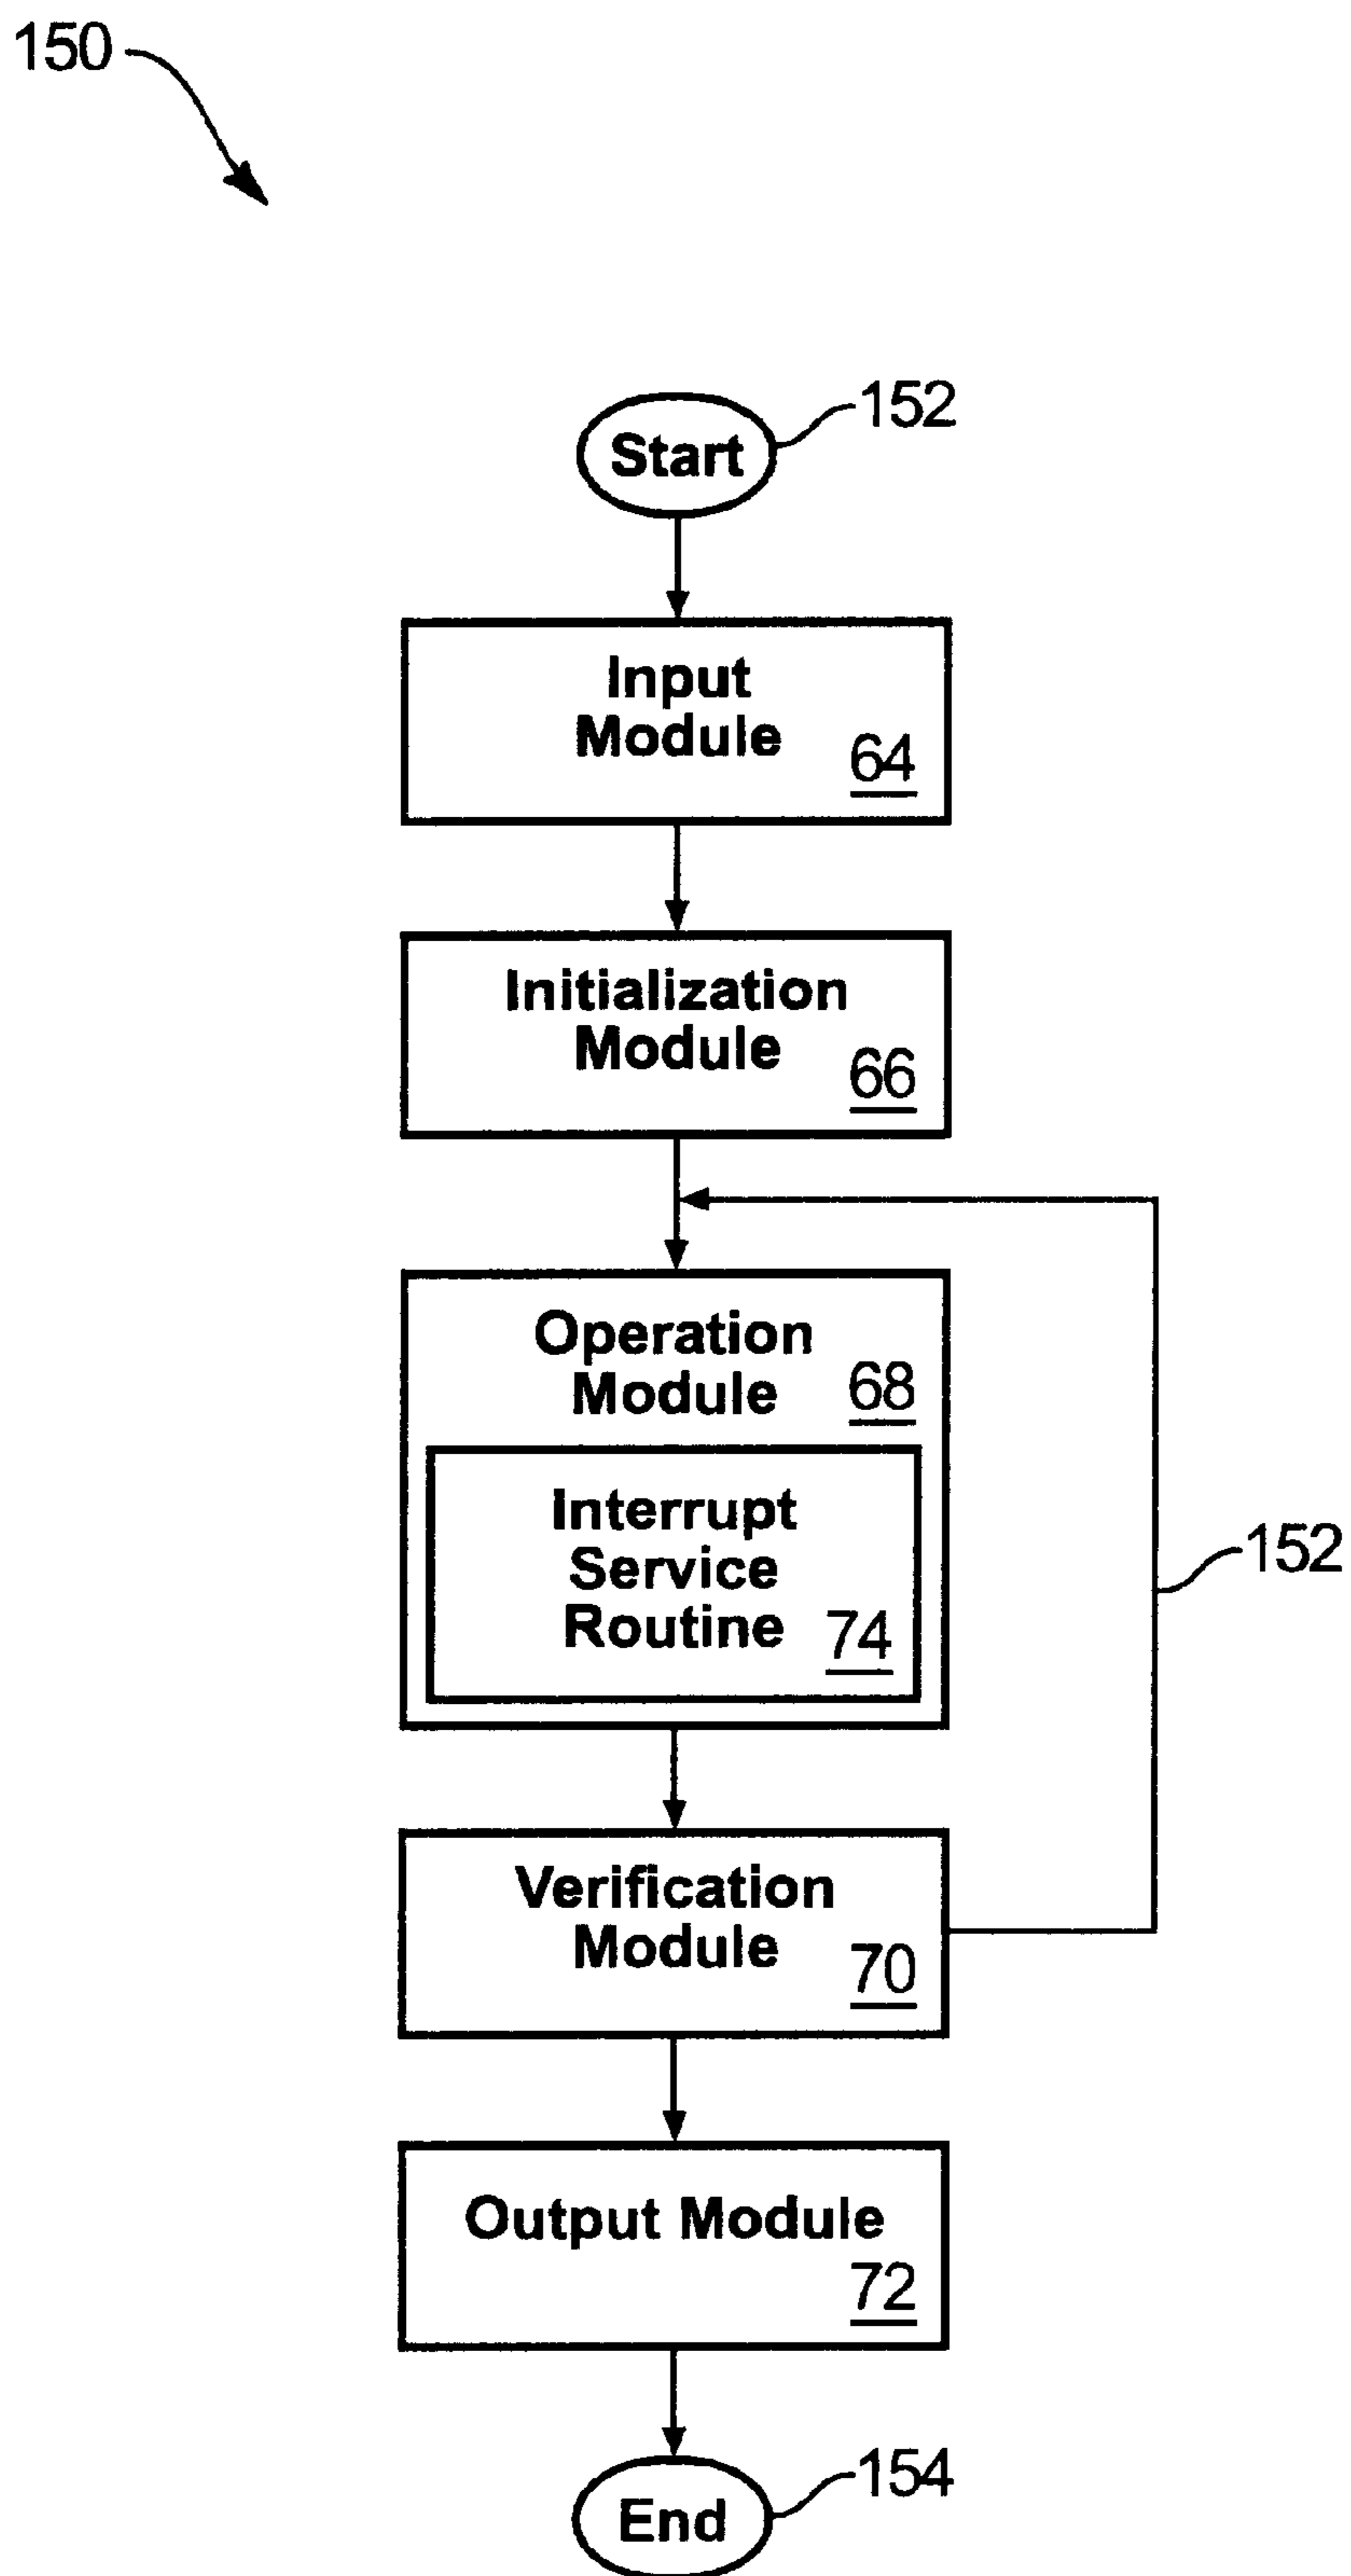 150
152
Start
Input
Module
64
Initialization
Module
66
Operation
Module
68
Interrupt
Service
Routine
74
152
Verification
Module
70
Output Module
72
154
End